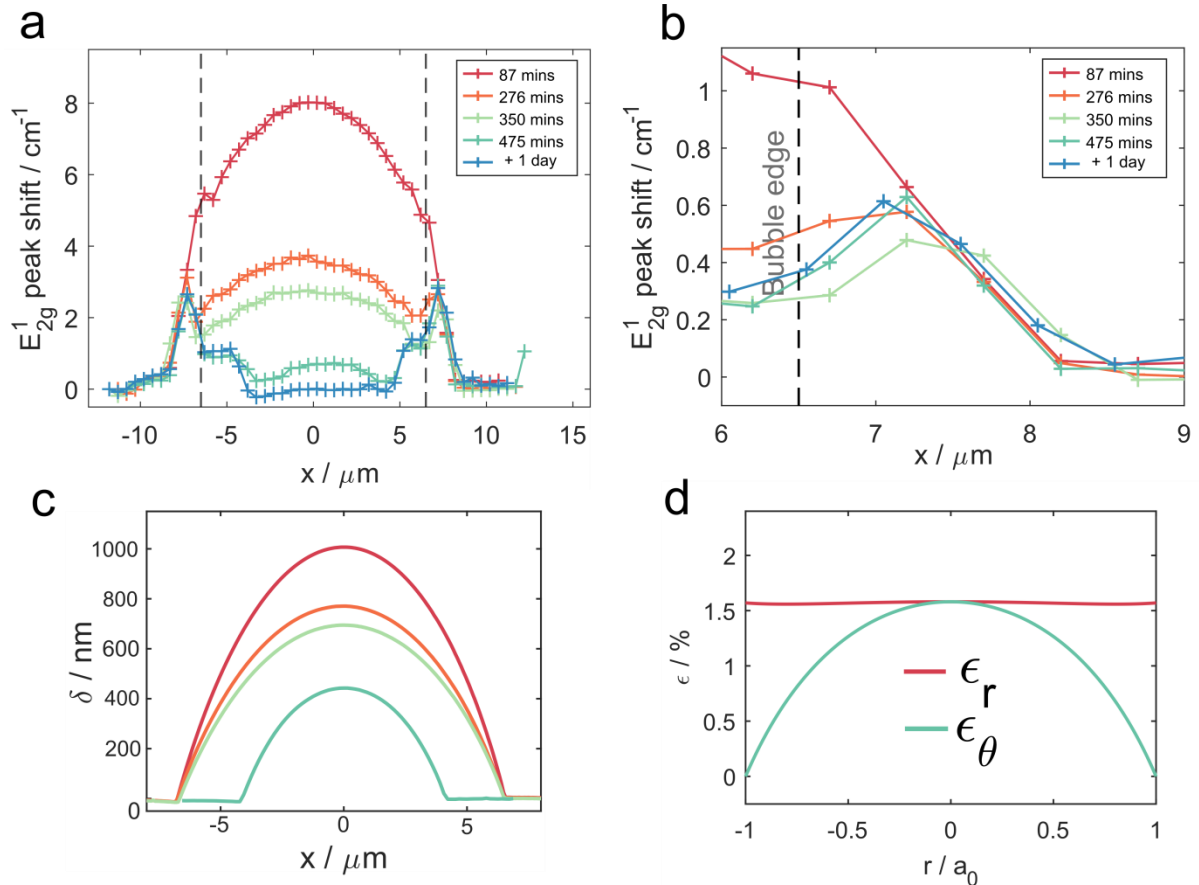 a
E¹₂g peak shift / cm⁻¹
8
6
4
2
0
87 mins
276 mins
350 mins
475 mins
+ 1 day
-10 -5 0 5 10 15
x / μm
b
E¹₂g peak shift / cm⁻¹
1
0.8
0.6
0.4
0.2
0
Bubble edge
87 mins
276 mins
350 mins
475 mins
+ 1 day
6 7 8 9
x / μm
c
δ / nm
1000
800
600
400
200
0
-5 0 5
x / μm
d
ϵ / %
2
1.5
1
0.5
0
ϵr
ϵθ
-1 -0.5 0 0.5 1
r / a₀